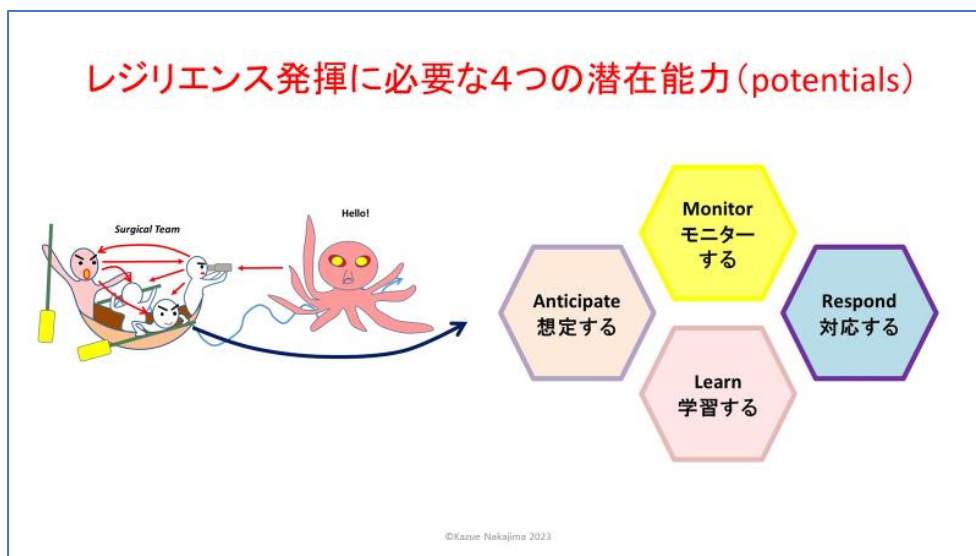 レジリエンス発揮に必要な4つの潜在能力(potentials)
Surgical Team
Hello!
Monitor
モニター
する
Anticipate
想定する
Respond
対応する
Learn
学習する
©Kazue Nakajima 2023